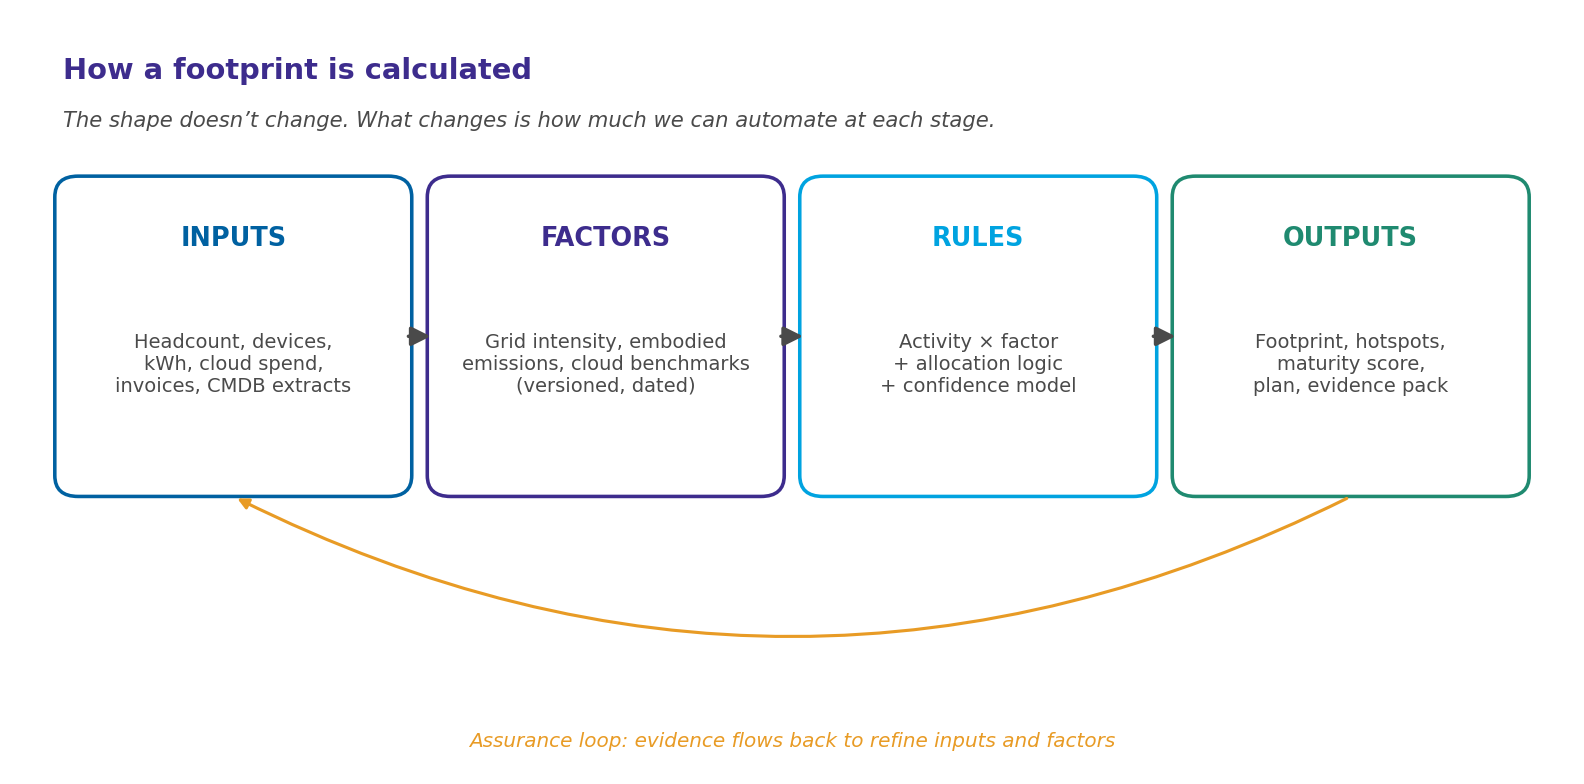 How a footprint is calculated
The shape doesn’t change. What changes is how much we can automate at each stage.
INPUTS
Headcount, devices,
kWh, cloud spend,
invoices, CMDB extracts
FACTORS
Grid intensity, embodied
emissions, cloud benchmarks
(versioned, dated)
RULES
Activity × factor
+ allocation logic
+ confidence model
OUTPUTS
Footprint, hotspots,
maturity score,
plan, evidence pack
Assurance loop: evidence flows back to refine inputs and factors